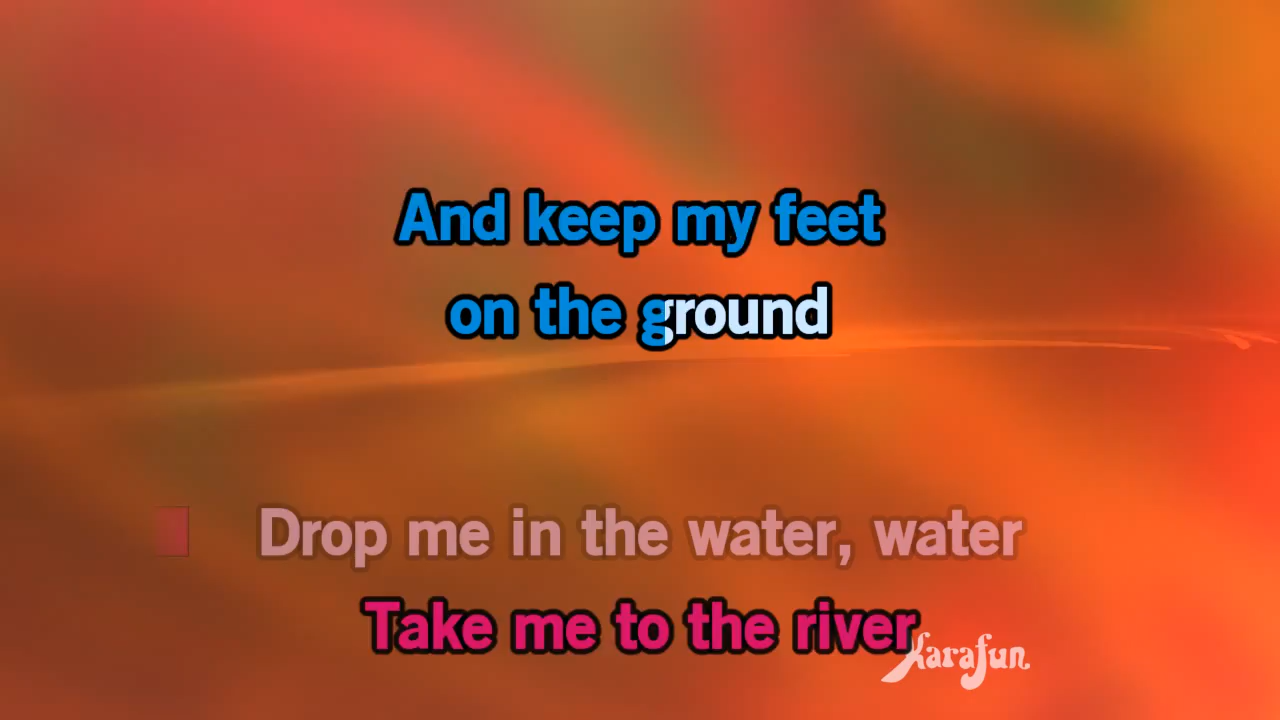 And keep my feet
on the ground
Drop me in the water, water
Take me to the river
Karafun